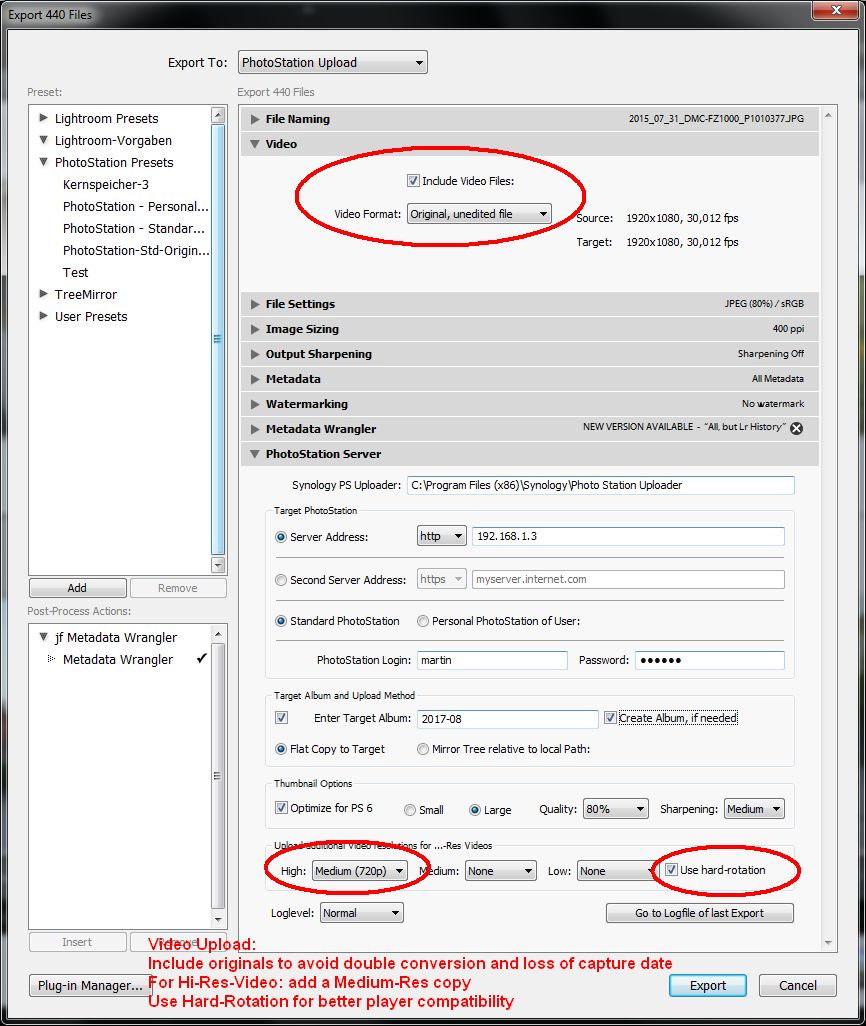 Export 440 Files
Export To: PhotoStation Upload
Preset:
Export 440 Files
Lightroom Presets
Lightroom-Vorgaben
PhotoStation Presets
Kernspeicher-3
PhotoStation - Personal...
PhotoStation - Standar...
PhotoStation-Std-Origin...
Test
TreeMirror
User Presets
Add
Remove
Post-Process Actions:
jf Metadata Wrangler
Metadata Wrangler
Insert
Plug-in Manager...
File Naming 2015_07_31_DMC-FZ1000_P1010377.JPG
Video
Include Video Files:
Video Format: Original, unedited file
Source: 1920x1080, 30,012 fps
Target: 1920x1080, 30,012 fps
File Settings JPEG (80%) / sRGB
Image Sizing 400 ppi
Output Sharpening Sharpening Off
Metadata All Metadata
Watermarking No watermark
Metadata Wrangler NEW VERSION AVAILABLE - "All, but Lr History"
PhotoStation Server
Synology PS Uploader: C:\Program Files (x86)\Synology\Photo Station Uploader
Target PhotoStation
Server Address: http 192.168.1.3
Second Server Address: https myserver.internet.com
Standard PhotoStation Personal PhotoStation of User:
PhotoStation Login: martin Password: ●●●●●●
Target Album and Upload Method
Enter Target Album: 2017-08 Create Album, if needed
Flat Copy to Target Mirror Tree relative to local Path:
Thumbnail Options
Optimize for PS 6 Small Large Quality: 80% Sharpening: Medium
Upload additional video resolutions for ...-Res Videos
High: Medium (720p) Medium: None Low: None Use hard-rotation
Loglevel: Normal Go to Logfile of last Export
Video Upload:
Include originals to avoid double conversion and loss of capture date
For Hi-Res-Video: add a Medium-Res copy
Use Hard-Rotation for better player compatibility
Export Cancel